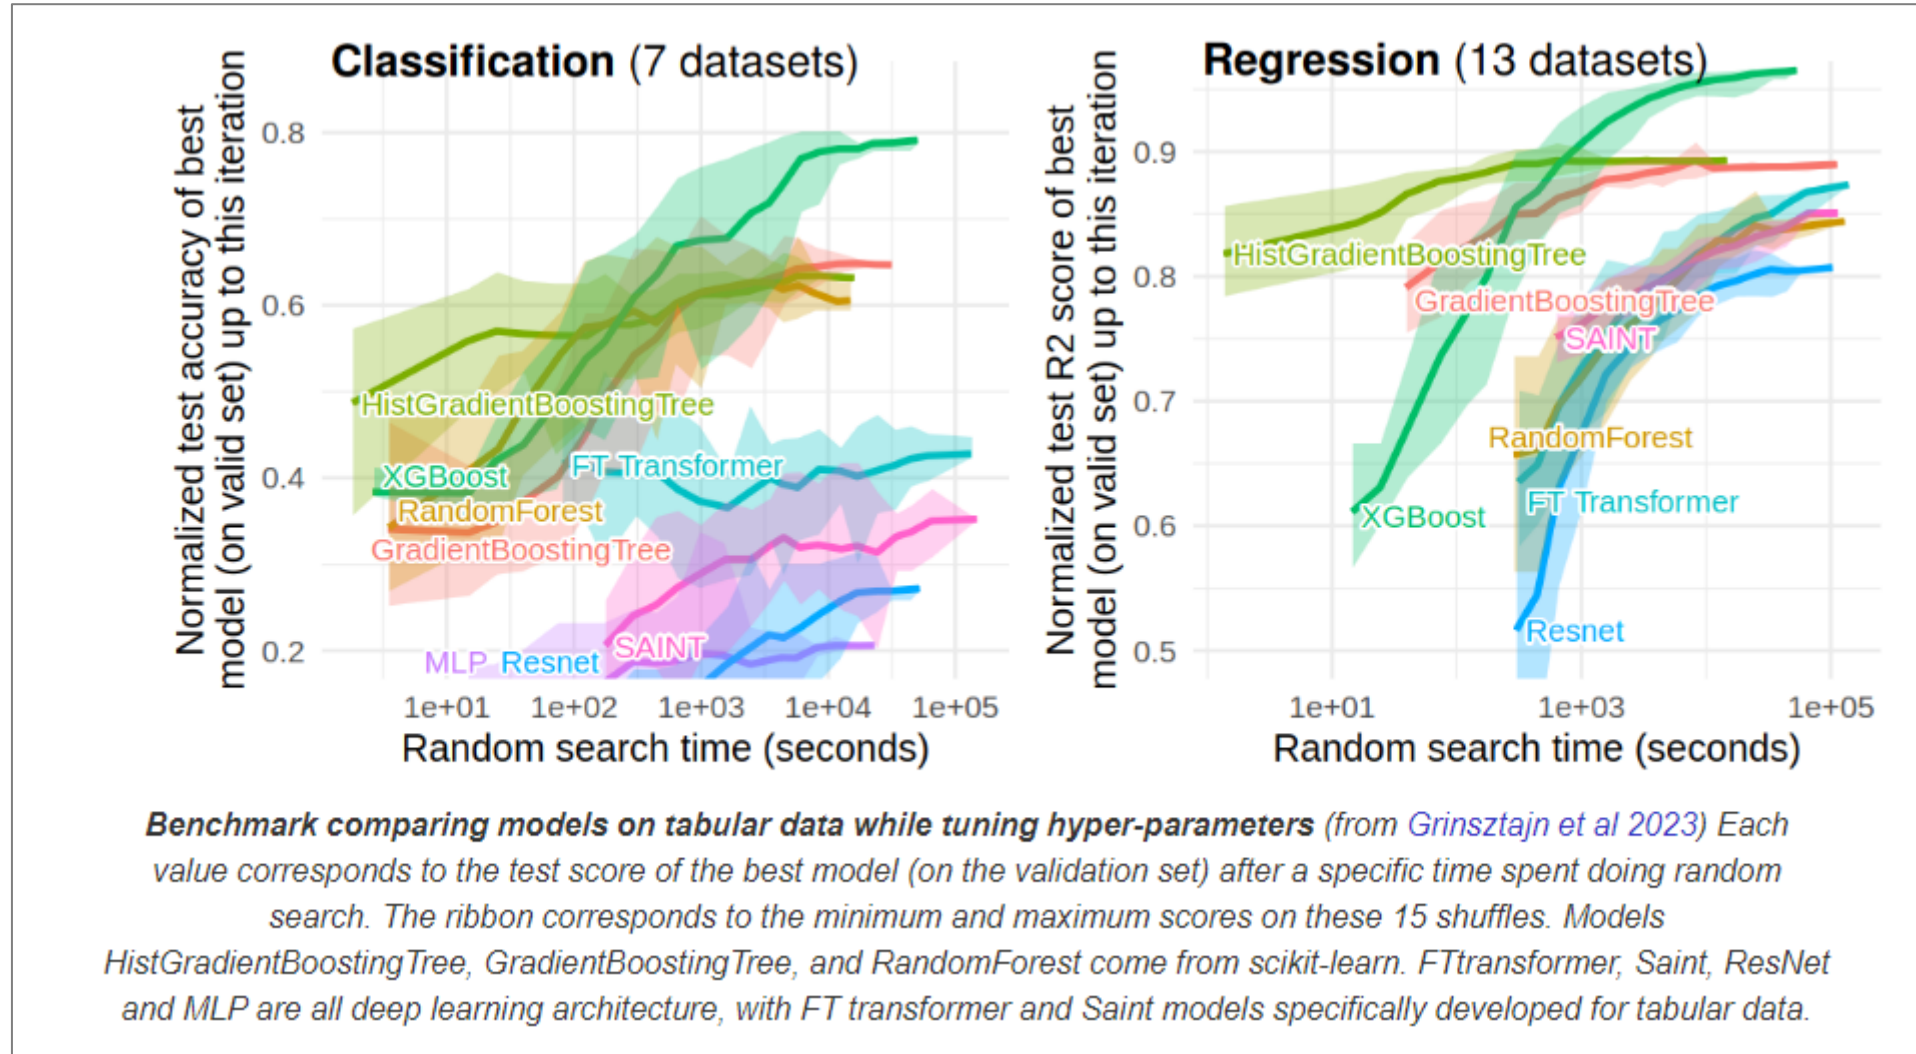 Classification (7 datasets)
Normalized test accuracy of best
model (on valid set) up to this iteration
0.8
0.6
0.4
0.2
HistGradientBoostingTree
XGBoost
FT Transformer
RandomForest
GradientBoostingTree
SAINT
MLP Resnet
1e+01 1e+02 1e+03 1e+04 1e+05
Random search time (seconds)
Regression (13 datasets)
Normalized test R2 score of best
model (on valid set) up to this iteration
0.9
0.8
0.7
0.6
0.5
HistGradientBoostingTree
GradientBoostingTree
SAINT
RandomForest
FT Transformer
XGBoost
Resnet
1e+01 1e+03 1e+05
Random search time (seconds)
Benchmark comparing models on tabular data while tuning hyper-parameters (from Grinsztajn et al 2023) Each
value corresponds to the test score of the best model (on the validation set) after a specific time spent doing random
search. The ribbon corresponds to the minimum and maximum scores on these 15 shuffles. Models
HistGradientBoostingTree, GradientBoostingTree, and RandomForest come from scikit-learn. FTtransformer, Saint, ResNet
and MLP are all deep learning architecture, with FT transformer and Saint models specifically developed for tabular data.